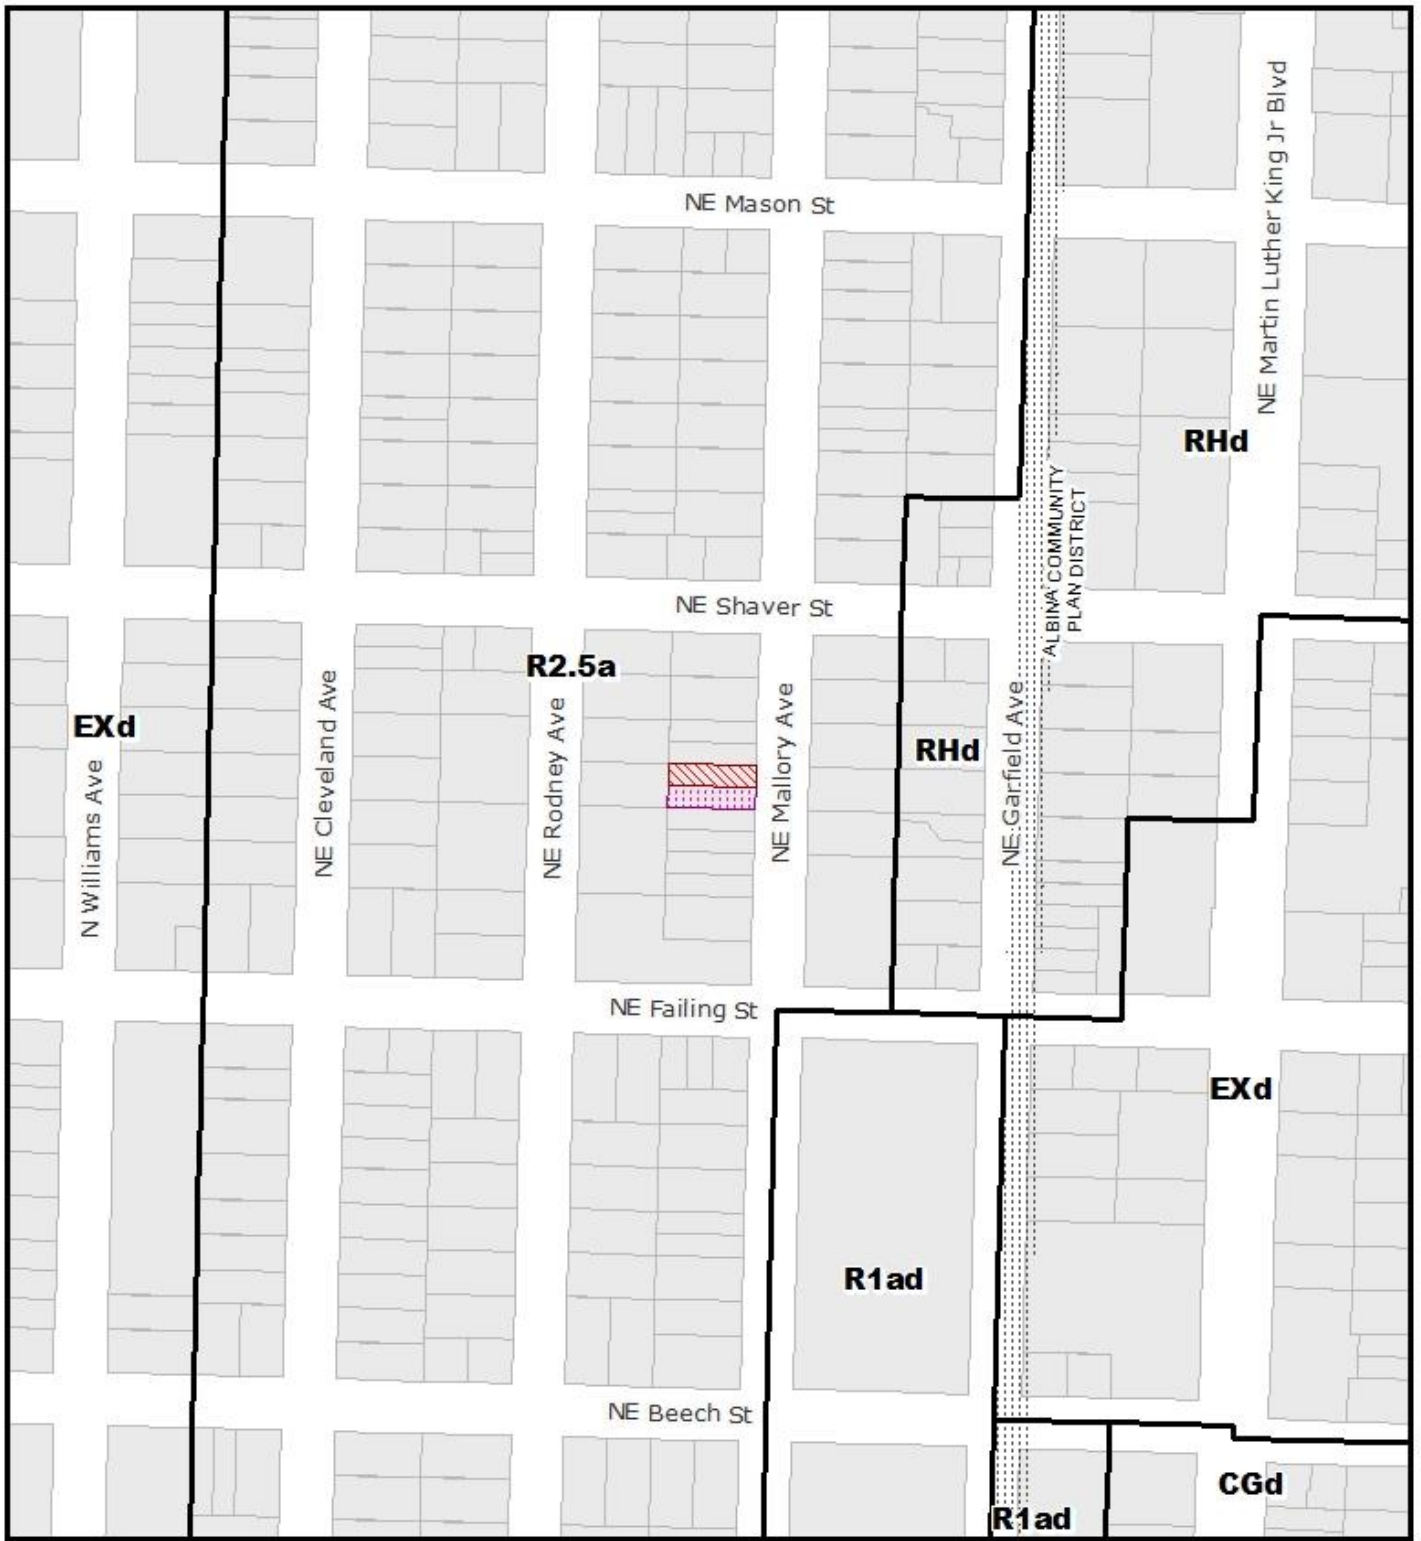 NE Mason St
NE Martin Luther King Jr Blvd
RHd
ALBINA COMMUNITY
PLAN DISTRICT
NE Shaver St
R2.5a
EXd
N Williams Ave
NE Cleveland Ave
NE Rodney Ave
NE Mallory Ave
RHd
NE Garfield Ave
NE Failing St
EXd
R1ad
NE Beech St
CGd
R1ad